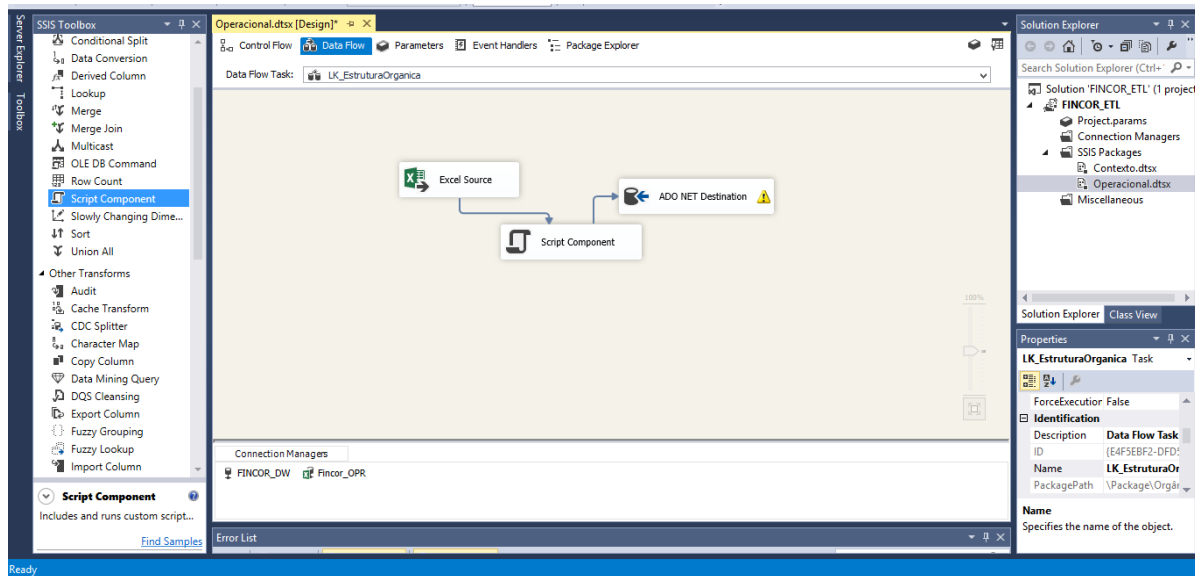 Server Explorer
Toolbox
SSIS Toolbox
Conditional Split
Data Conversion
Derived Column
Lookup
Merge
Merge Join
Multicast
OLE DB Command
Row Count
Script Component
Slowly Changing Dime...
Sort
Union All
Other Transforms
Audit
Cache Transform
CDC Splitter
Character Map
Copy Column
Data Mining Query
DQS Cleansing
Export Column
Fuzzy Grouping
Fuzzy Lookup
Import Column
Script Component
Includes and runs custom script...
Find Samples
Operacional.dtsx [Design]*
Control Flow Data Flow Parameters Event Handlers Package Explorer
Data Flow Task: LK_EstruturaOrganica
Excel Source
ADO NET Destination
Script Component
100%
Connection Managers
FINCOR_DW Fincor_OPR
Error List
Solution Explorer
Search Solution Explorer (Ctrl+
Solution 'FINCOR_ETL' (1 project
FINCOR_ETL
Project.params
Connection Managers
SSIS Packages
Contexto.dtsx
Operacional.dtsx
Miscellaneous
Solution Explorer Class View
Properties
LK_EstruturaOrganica Task
ForceExecution False
Identification
Description Data Flow Task
ID {E4F5EBF2-DFD5
Name LK_EstruturaOr
PackagePath \Package\Orgân
Name
Specifies the name of the object.
Ready